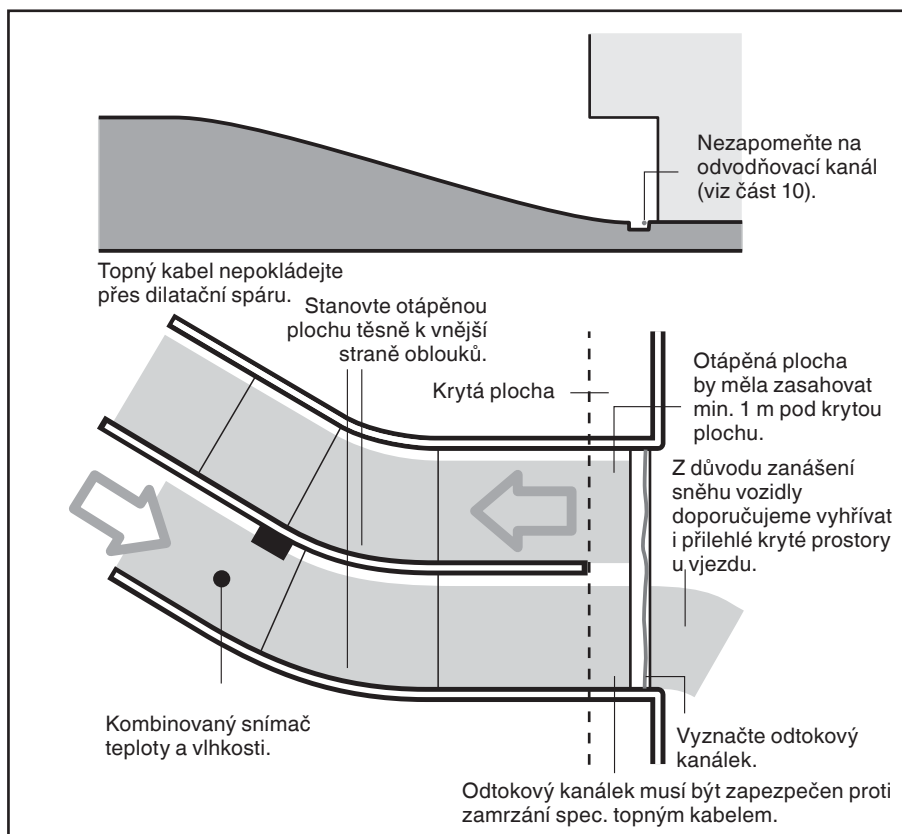 Nezapomeňte na
odvodňovací kanál
(viz část 10).
Topný kabel nepokládejte
přes dilatační spáru.
Stanovte otápěnou
plochu těsně k vnější
straně oblouků.
Krytá plocha
Otápěná plocha
by měla zasahovat
min. 1 m pod krytou
plochu.
Z důvodu zanášení
sněhu vozidly
doporučujeme vyhřívat
i přilehlé kryté prostory
u vjezdu.
Kombinovaný snímač
teploty a vlhkosti.
Vyznačte odtokový
kanálek.
Odtokový kanálek musí být zapezpečen proti
zamrzání spec. topným kabelem.